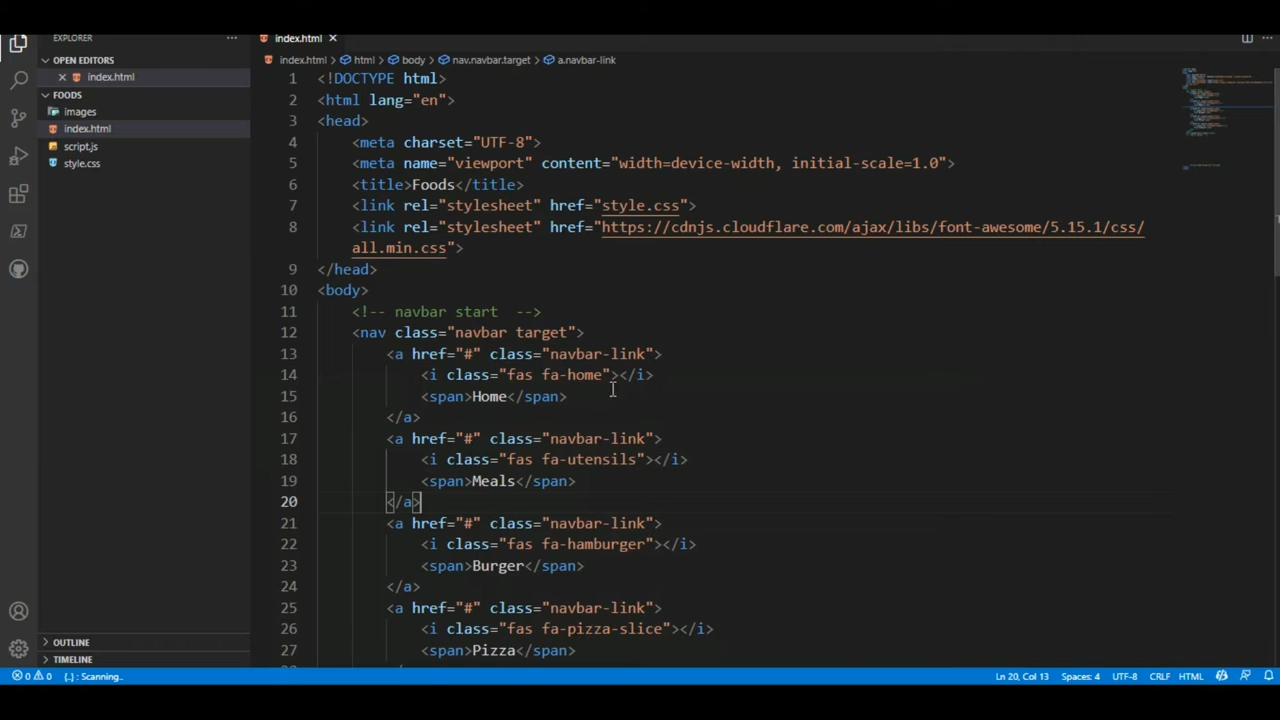 EXPLORER
index.html
OPEN EDITORS
index.html > html > body > nav.navbar.target > a.navbar-link
index.html
FOODS
images
index.html
script.js
style.css
1 <!DOCTYPE html>
2 <html lang="en">
3 <head>
4 <meta charset="UTF-8">
5 <meta name="viewport" content="width=device-width, initial-scale=1.0">
6 <title>Foods</title>
7 <link rel="stylesheet" href="style.css">
8 <link rel="stylesheet" href="https://cdnjs.cloudflare.com/ajax/libs/font-awesome/5.15.1/css/
all.min.css">
9 </head>
10 <body>
11 <!-- navbar start  -->
12 <nav class="navbar target">
13 <a href="#" class="navbar-link">
14 <i class="fas fa-home"></i>
15 <span>Home</span>
16 </a>
17 <a href="#" class="navbar-link">
18 <i class="fas fa-utensils"></i>
19 <span>Meals</span>
20 </a>
21 <a href="#" class="navbar-link">
22 <i class="fas fa-hamburger"></i>
23 <span>Burger</span>
24 </a>
25 <a href="#" class="navbar-link">
26 <i class="fas fa-pizza-slice"></i>
27 <span>Pizza</span>
OUTLINE
TIMELINE
0 0 {..} : Scanning.. Ln 20, Col 13 Spaces: 4 UTF-8 CRLF HTML